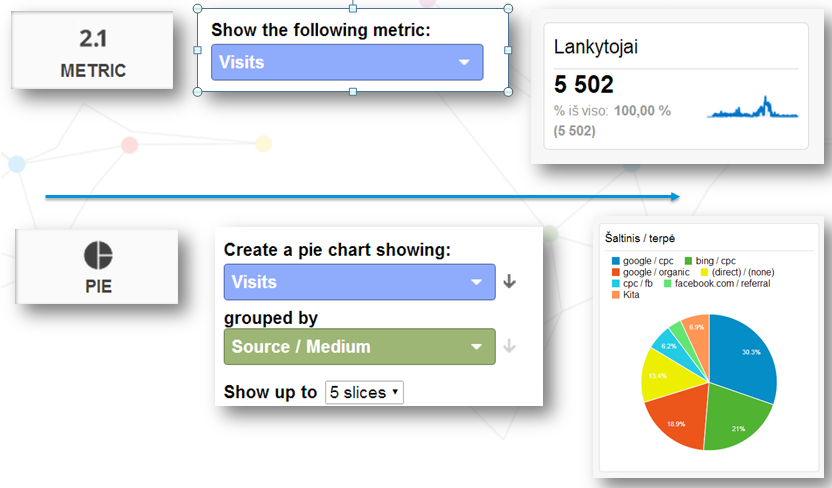 2.1
METRIC
Show the following metric:
Visits
Lankytojai
5 502
% iš viso: 100,00 %
(5 502)
PIE
Create a pie chart showing:
Visits
grouped by
Source / Medium
Show up to 5 slices
Šaltinis / terpė
google / cpc bing / cpc
google / organic (direct) / (none)
cpc / fb facebook.com / referral
Kita
6.9%
6.2%
30.3%
13.4%
18.9%
21%